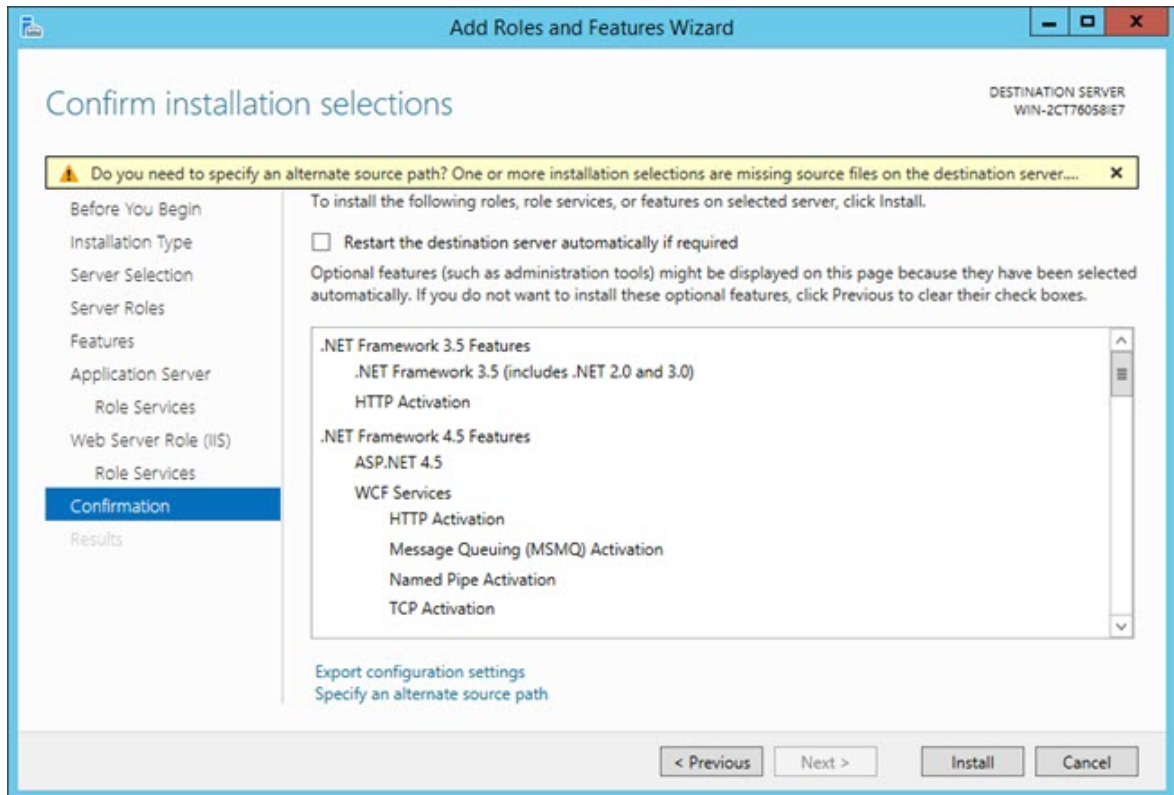 Add Roles and Features Wizard
Confirm installation selections
DESTINATION SERVER
WIN-2CT76058IE7
Do you need to specify an alternate source path? One or more installation selections are missing source files on the destination server....
Before You Begin
Installation Type
Server Selection
Server Roles
Features
Application Server
Role Services
Web Server Role (IIS)
Role Services
Confirmation
Results
To install the following roles, role services, or features on selected server, click Install.
Restart the destination server automatically if required
Optional features (such as administration tools) might be displayed on this page because they have been selected
automatically. If you do not want to install these optional features, click Previous to clear their check boxes.
.NET Framework 3.5 Features
.NET Framework 3.5 (includes .NET 2.0 and 3.0)
HTTP Activation
.NET Framework 4.5 Features
ASP.NET 4.5
WCF Services
HTTP Activation
Message Queuing (MSMQ) Activation
Named Pipe Activation
TCP Activation
Export configuration settings
Specify an alternate source path
< Previous
Next >
Install
Cancel